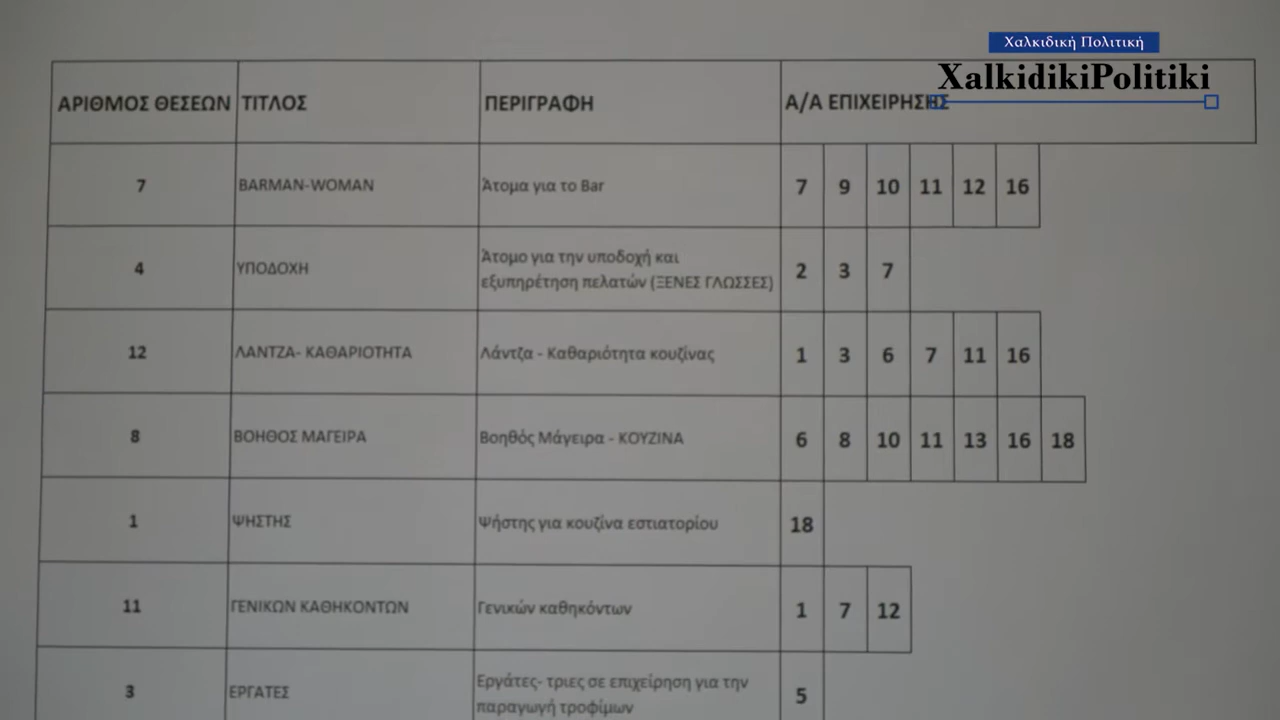 Χαλκιδική Πολιτική
XalkidikiPolitiki
ΑΡΙΘΜΟΣ ΘΕΣΕΩΝ ΤΙΤΛΟΣ ΠΕΡΙΓΡΑΦΗ Α/Α ΕΠΙΧΕΙΡΗΣΗΣ
7 BARMAN-WOMAN Άτομα για το Bar 7 9 10 11 12 16
4 ΥΠΟΔΟΧΗ Άτομο για την υποδοχή και
εξυπηρέτηση πελατών (ΞΕΝΕΣ ΓΛΩΣΣΕΣ) 2 3 7
12 ΛΑΝΤΖΑ- ΚΑΘΑΡΙΟΤΗΤΑ Λάντζα - Καθαριότητα κουζίνας 1 3 6 7 11 16
8 ΒΟΗΘΟΣ ΜΑΓΕΙΡΑ Βοηθός Μάγειρα - ΚΟΥΖΙΝΑ 6 8 10 11 13 16 18
1 ΨΗΣΤΗΣ Ψήστης για κουζίνα εστιατορίου 18
11 ΓΕΝΙΚΩΝ ΚΑΘΗΚΟΝΤΩΝ Γενικών καθηκόντων 1 7 12
3 ΕΡΓΑΤΕΣ Εργάτες- τριες σε επιχείρηση για την
παραγωγή τροφίμων 5